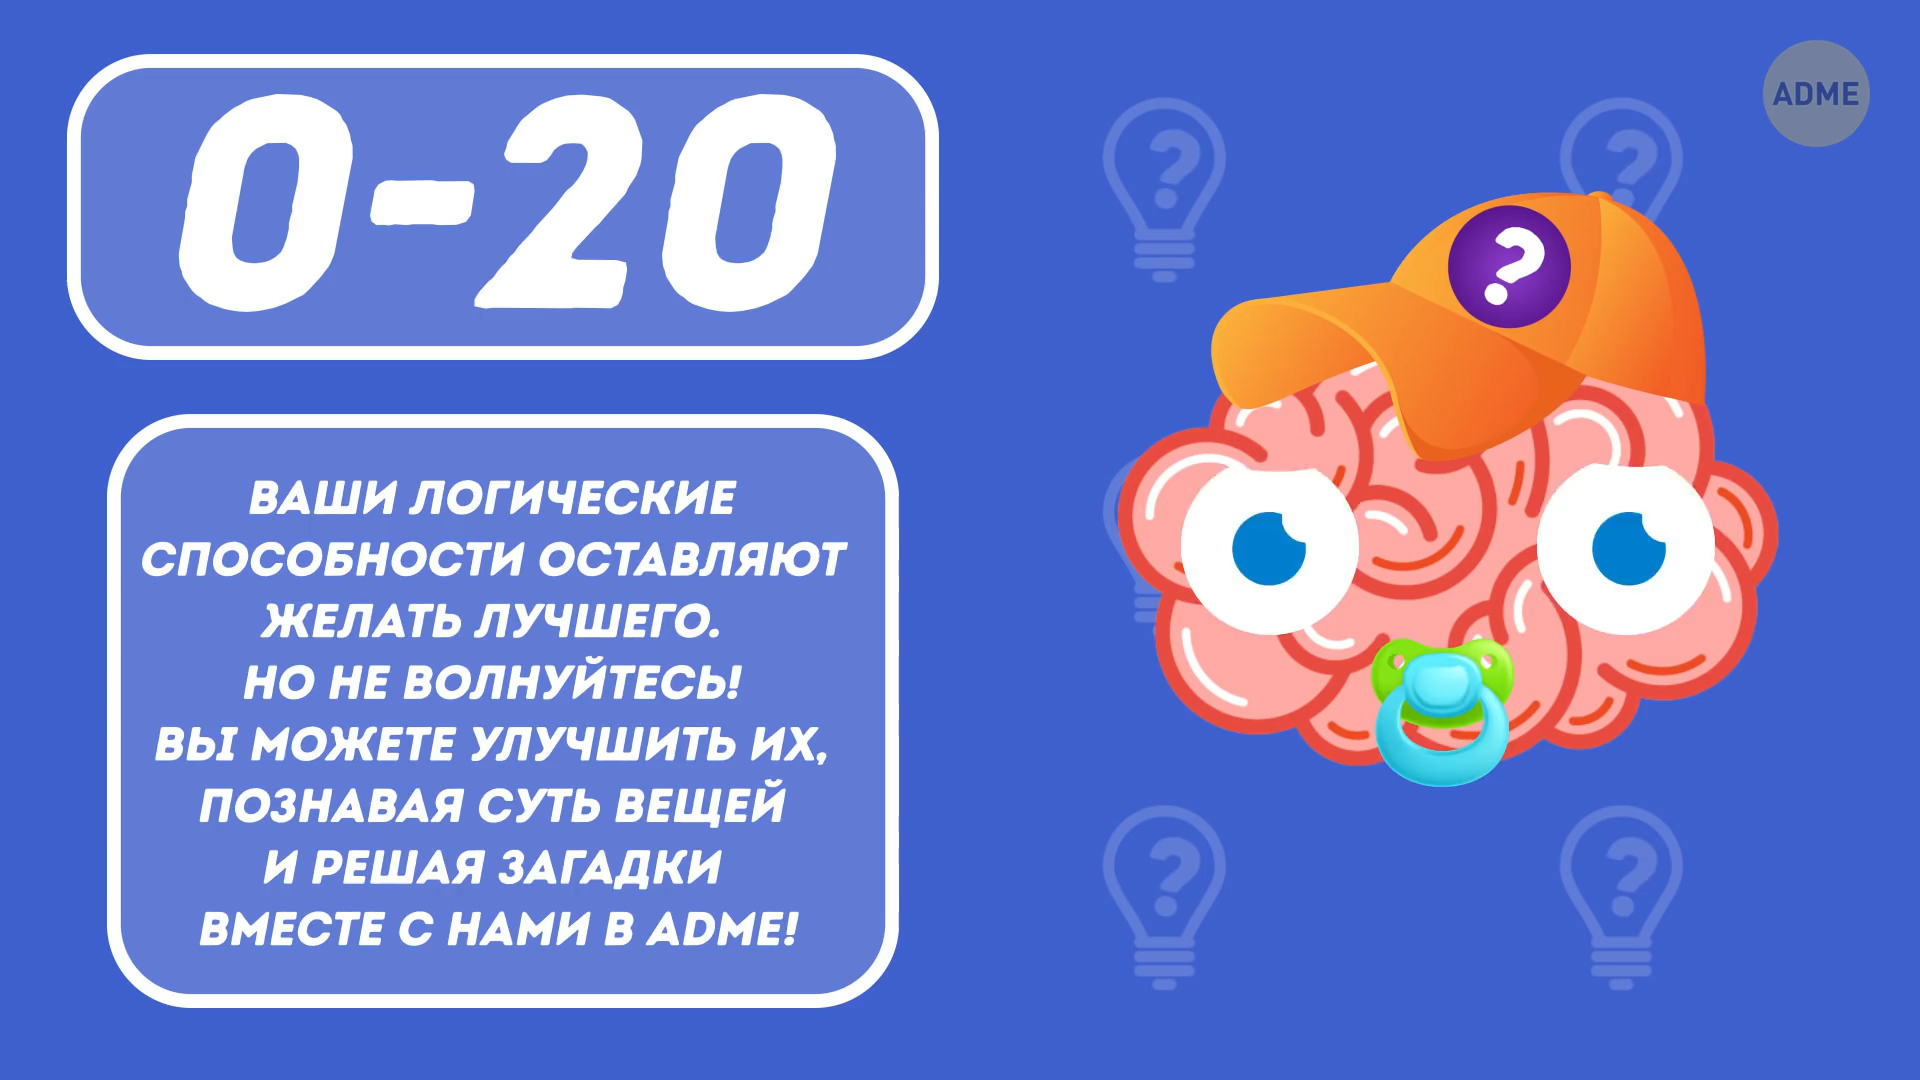 0-20
ADME
?
ВАШИ ЛОГИЧЕСКИЕ
СПОСОБНОСТИ ОСТАВЛЯЮТ
ЖЕЛАТЬ ЛУЧШЕГО.
НО НЕ ВОЛНУЙТЕСЬ!
ВЫ МОЖЕТЕ УЛУЧШИТЬ ИХ,
ПОЗНАВАЯ СУТЬ ВЕЩЕЙ
И РЕШАЯ ЗАГАДКИ
ВМЕСТЕ С НАМИ В ADME!